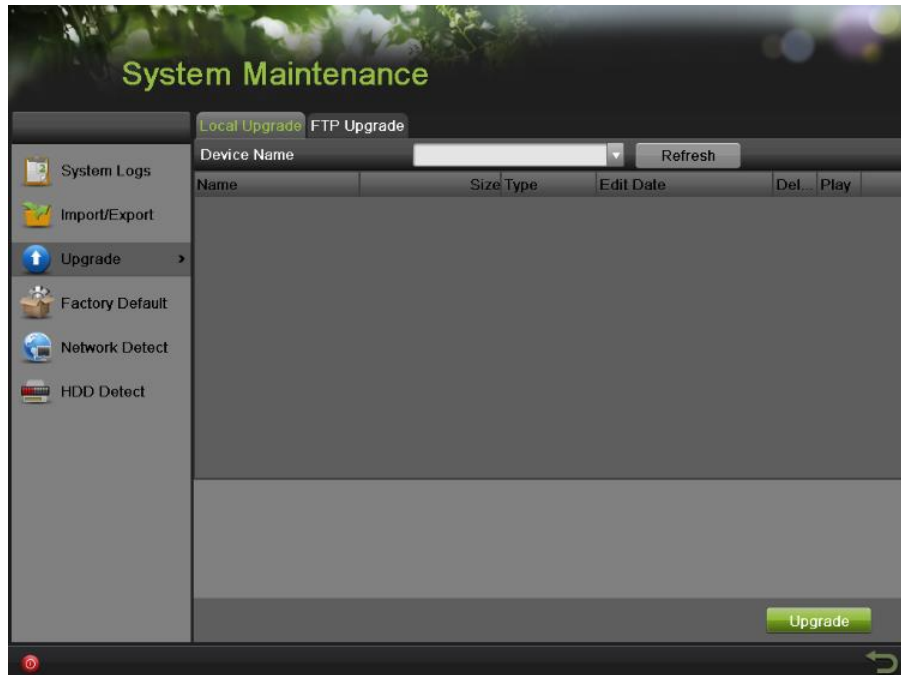 System Maintenance
Local Upgrade FTP Upgrade
Device Name Refresh
Name Size Type Edit Date Del... Play
System Logs
Import/Export
Upgrade
Factory Default
Network Detect
HDD Detect
Upgrade